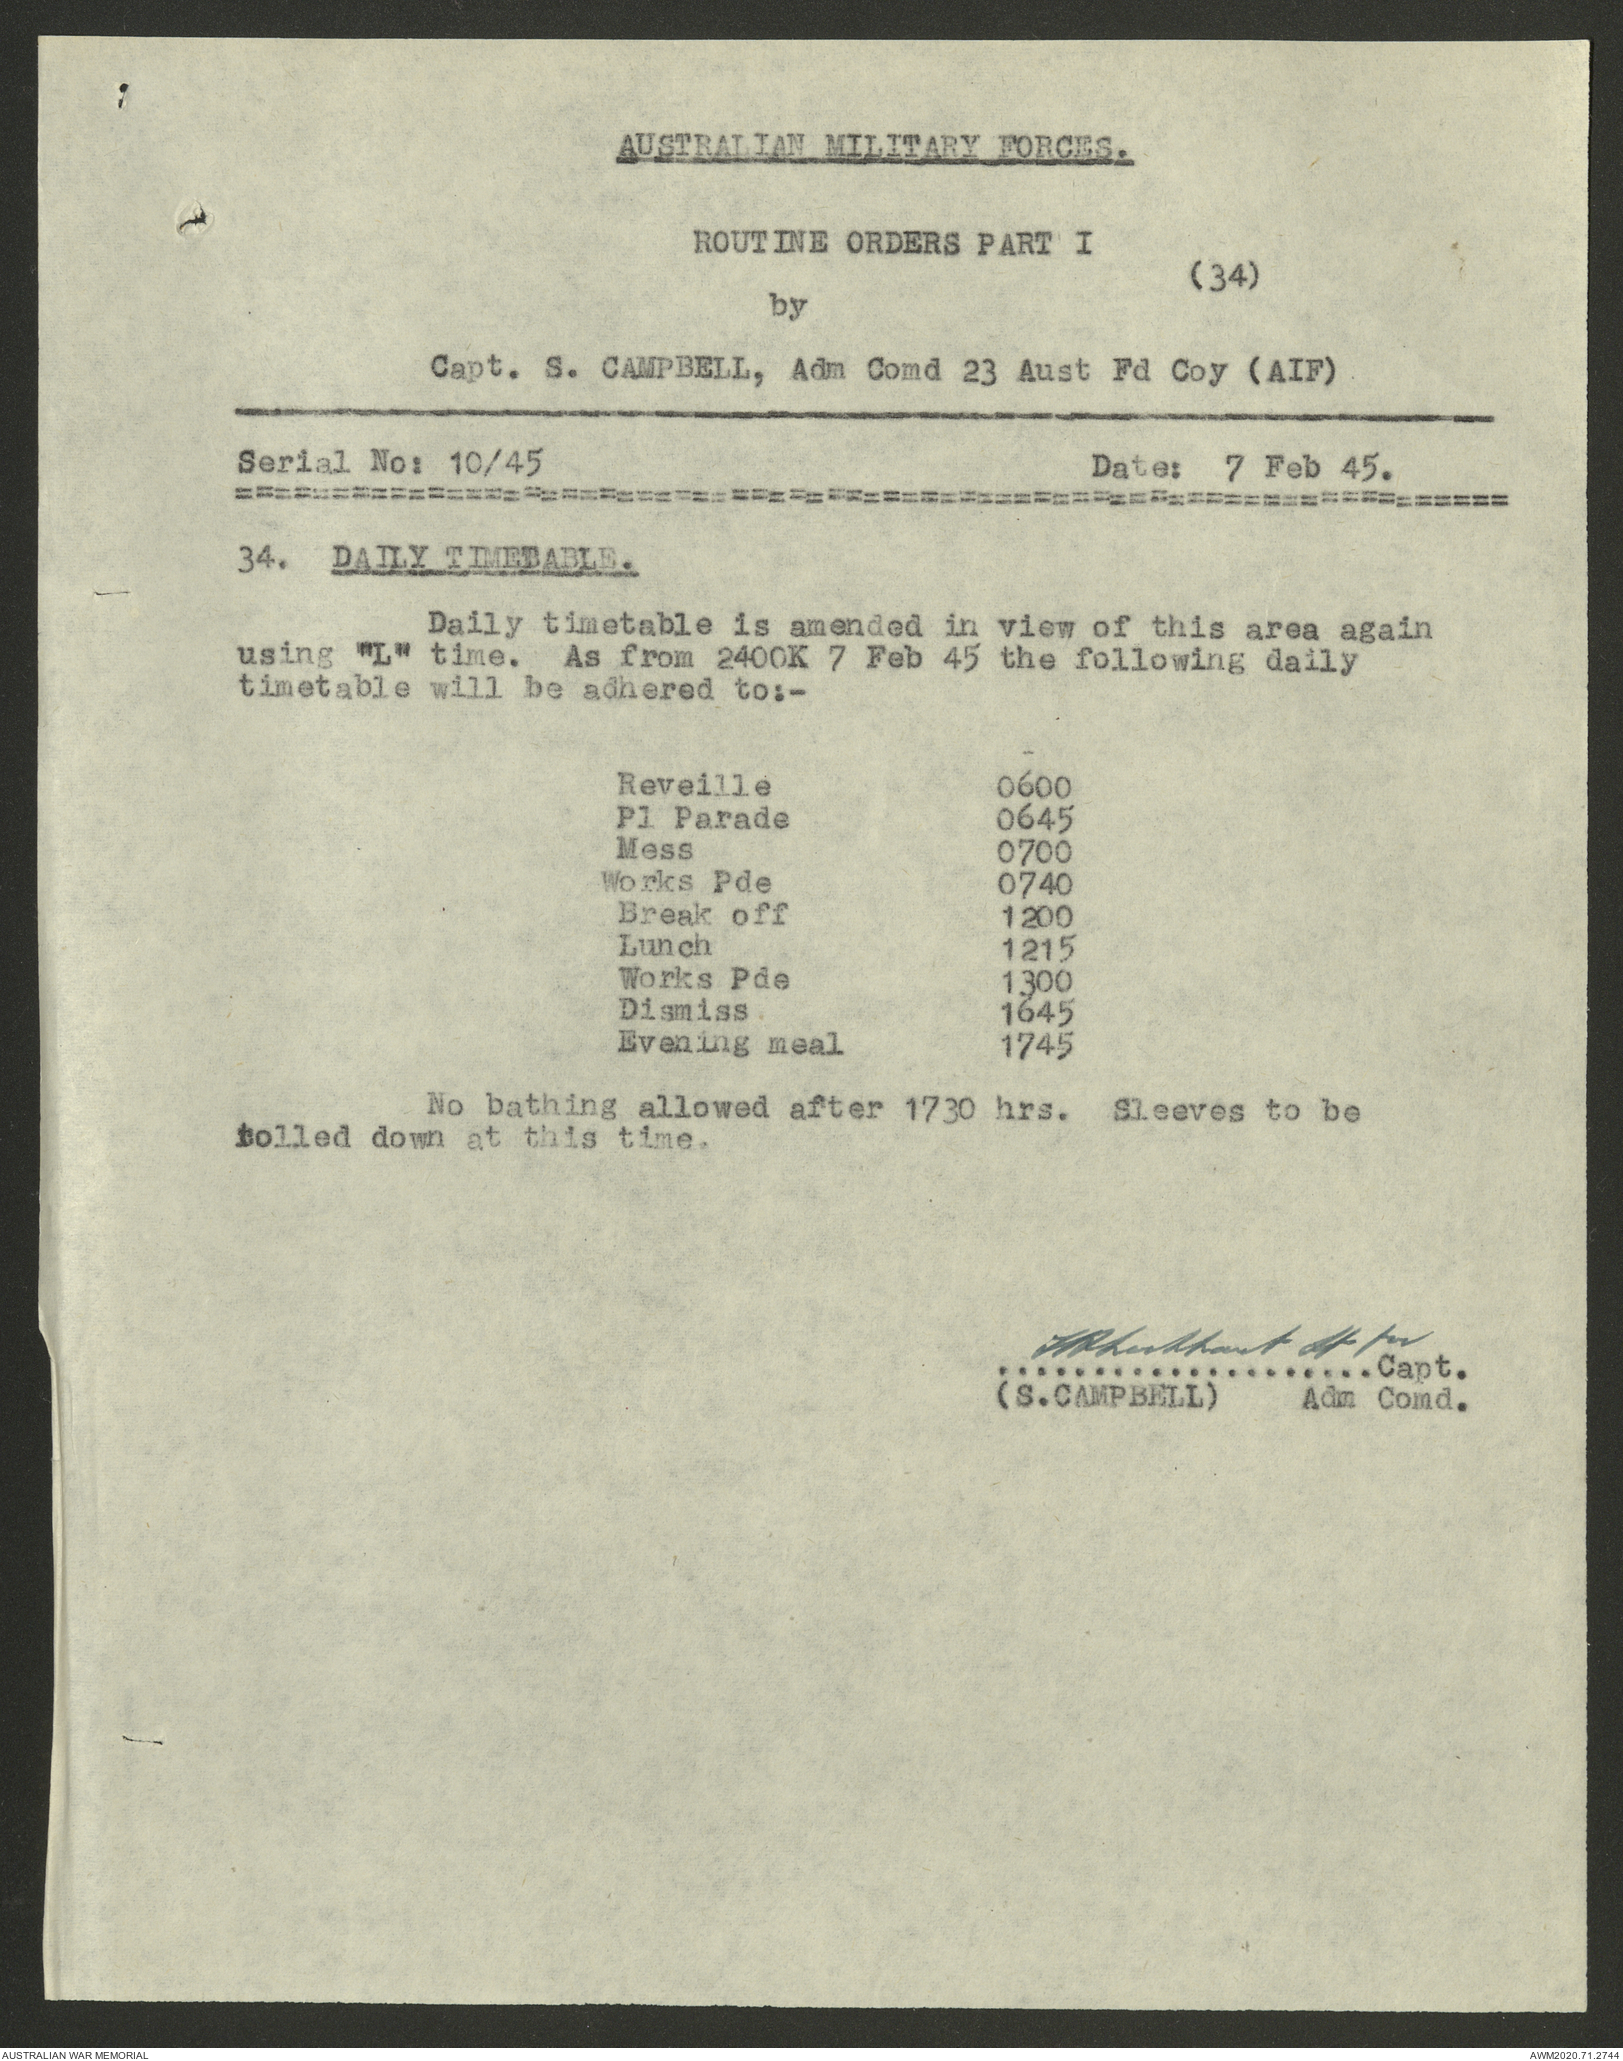 AUSTRALIAN MILITARY FORCES.
ROUTINE ORDERS PART I
(34)
by
Capt. S. CAMPBELL, Adm Comd 23 Aust Fd Coy (AIF)
Serial No: 10/45 Date: 7 Feb 45.
34. DAILY TIMETABLE.
Daily timetable is amended in view of this area again
using "L" time. As from 2400K 7 Feb 45 the following daily
timetable will be adhered to:-
Reveille 0600
Pl Parade 0645
Mess 0700
Works Pde 0740
Break off 1200
Lunch 1215
Works Pde 1300
Dismiss 1645
Evening meal 1745
No bathing allowed after 1730 hrs. Sleeves to be
rolled down at this time.
Lt for
....................Capt.
(S.CAMPBELL) Adm Comd.
AUSTRALIAN WAR MEMORIAL AWM2020.71.2744